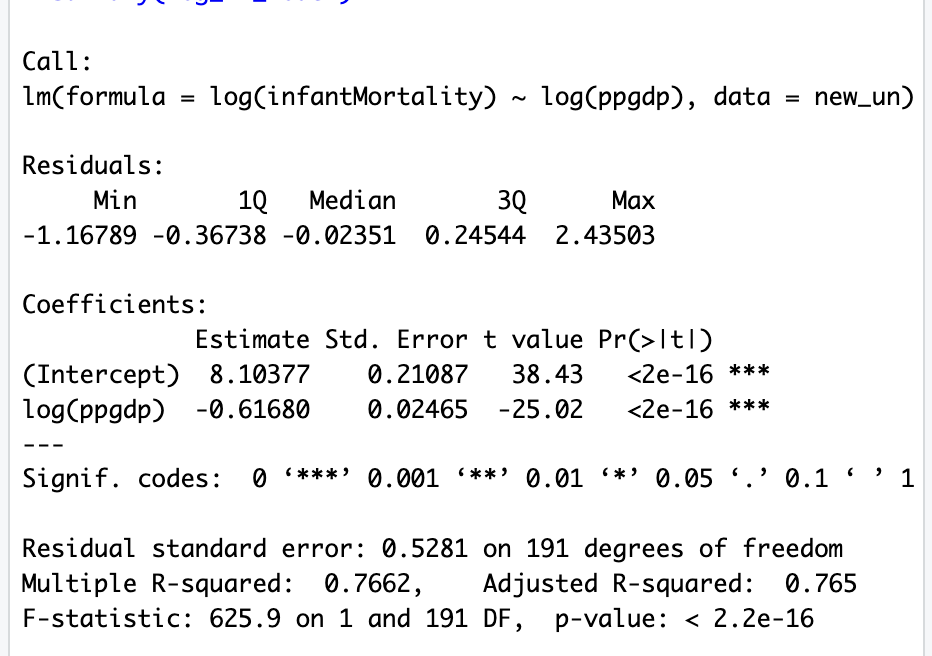 Call:
lm(formula = log(infantMortality) ~ log(ppgdp), data = new_un)
Residuals:
     Min       1Q   Median       3Q      Max
-1.16789 -0.36738 -0.02351  0.24544  2.43503
Coefficients:
            Estimate Std. Error t value Pr(>|t|)
(Intercept)  8.10377    0.21087   38.43   <2e-16 ***
log(ppgdp)  -0.61680    0.02465  -25.02   <2e-16 ***
---
Signif. codes:  0 ‘***’ 0.001 ‘**’ 0.01 ‘*’ 0.05 ‘.’ 0.1 ‘ ’ 1
Residual standard error: 0.5281 on 191 degrees of freedom
Multiple R-squared:  0.7662,    Adjusted R-squared:  0.765
F-statistic: 625.9 on 1 and 191 DF,  p-value: < 2.2e-16